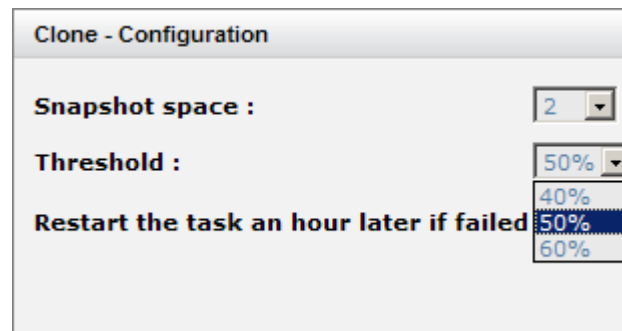 Clone - Configuration
Snapshot space : 2
Threshold : 50%
40%
Restart the task an hour later if failed 50%
60%